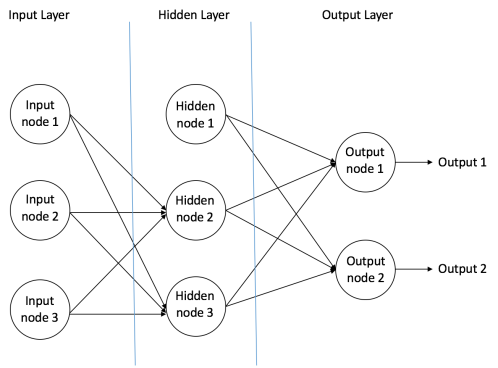 Input Layer
Hidden Layer
Output Layer
Input
node 1
Hidden
node 1
Output
node 1
Output 1
Input
node 2
Hidden
node 2
Output
node 2
Output 2
Input
node 3
Hidden
node 3